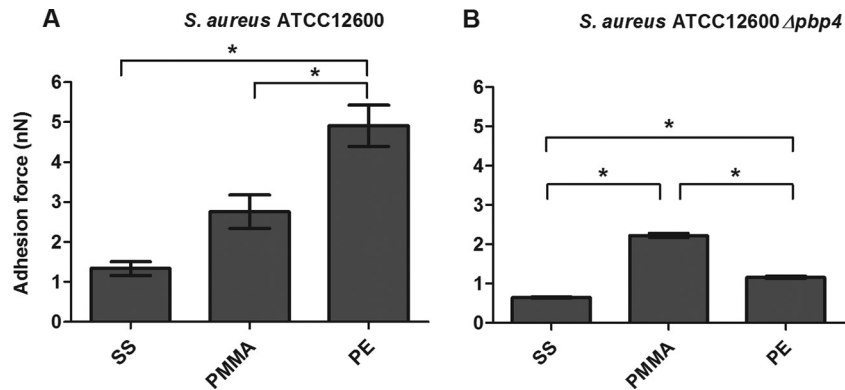 A
S. aureus ATCC12600
*
*
Adhesion force (nN)
6
5
4
3
2
1
0
SS
PMMA
PE
B
S. aureus ATCC12600 Δpbp4
*
*
*
6
5
4
3
2
1
0
SS
PMMA
PE